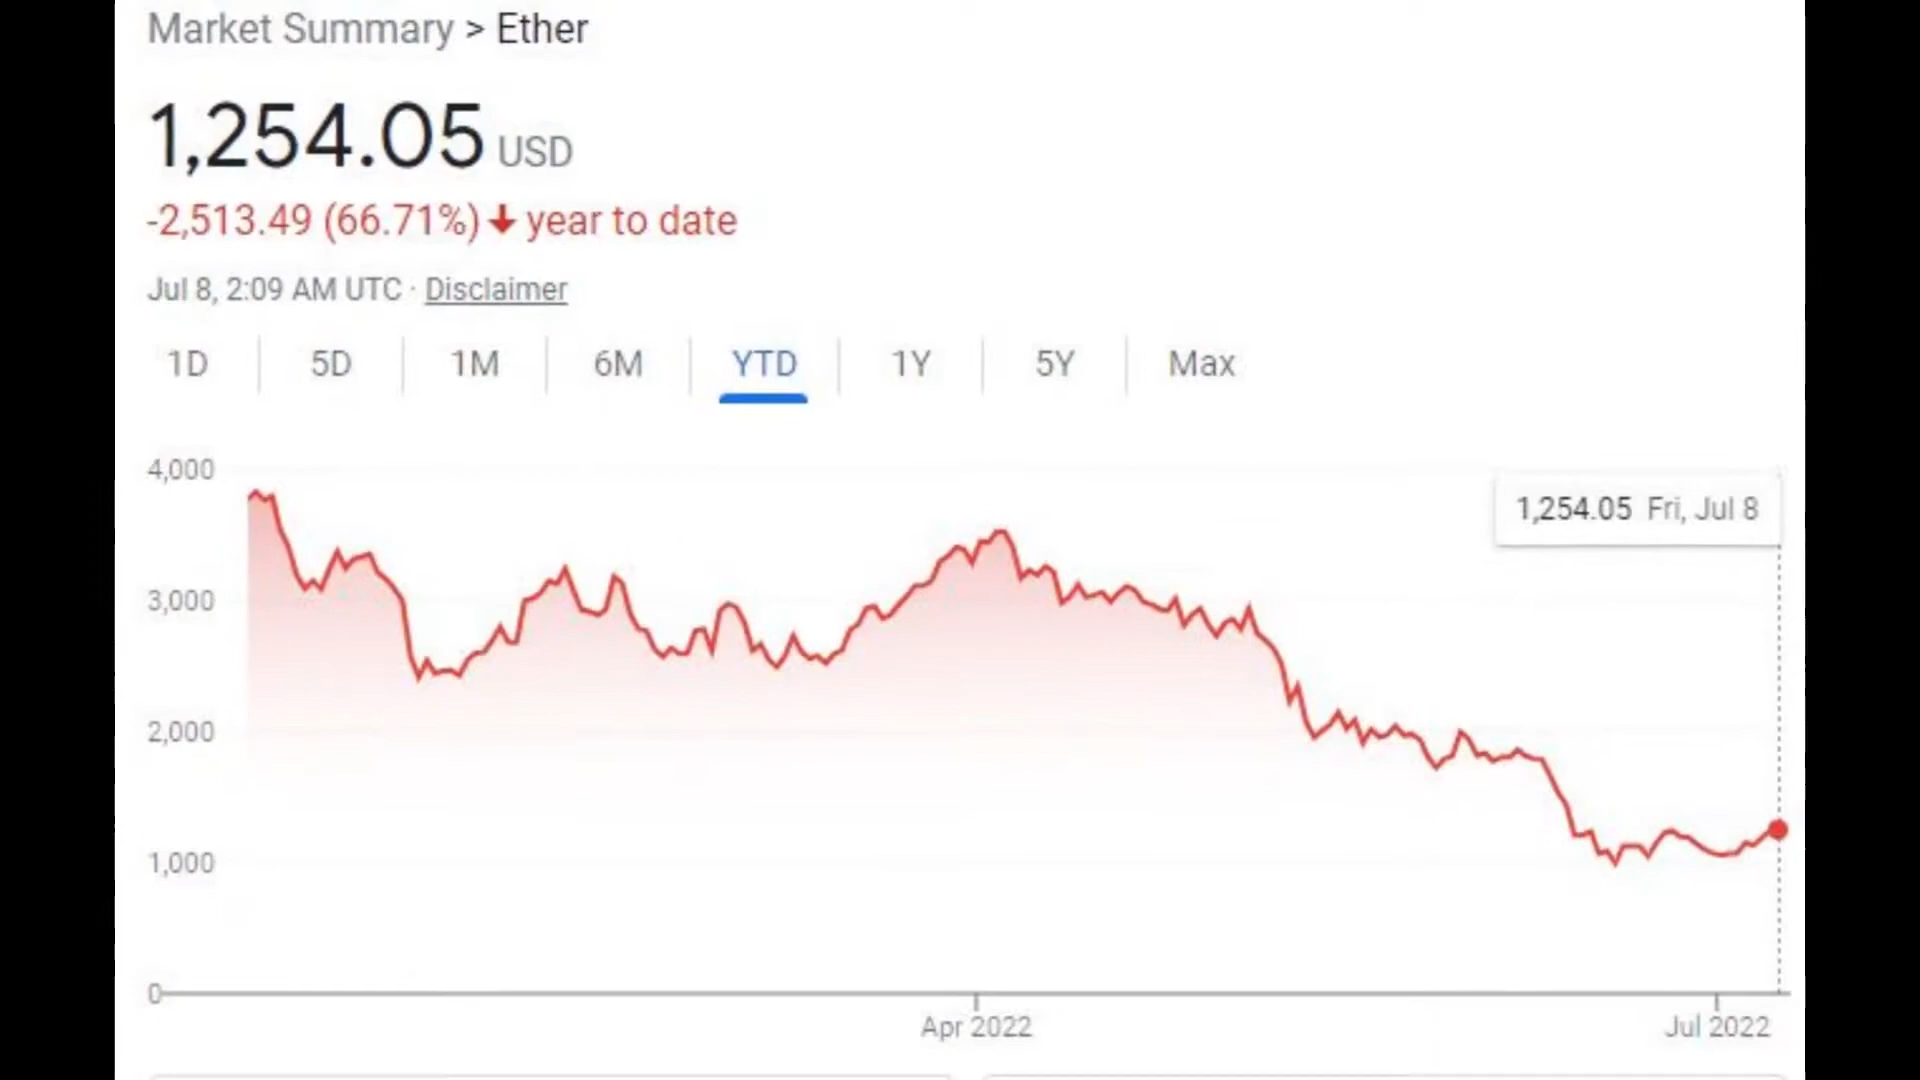 Market Summary > Ether
1,254.05 USD
-2,513.49 (66.71%) year to date
Jul 8, 2:09 AM UTC · Disclaimer
1D 5D 1M 6M YTD 1Y 5Y Max
4,000
1,254.05 Fri, Jul 8
3,000
2,000
1,000
0
Apr 2022 Jul 2022